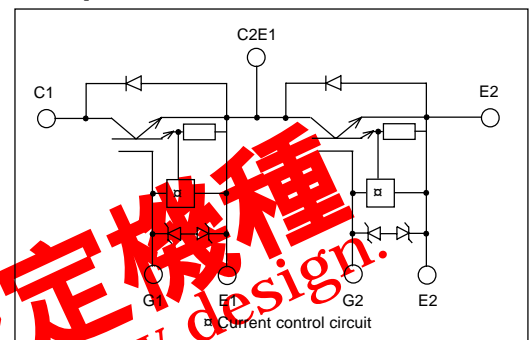 C2E1
C1
E2
¤
¤
G1
E1
G2
E2
¤ Current control circuit
定機種
design.